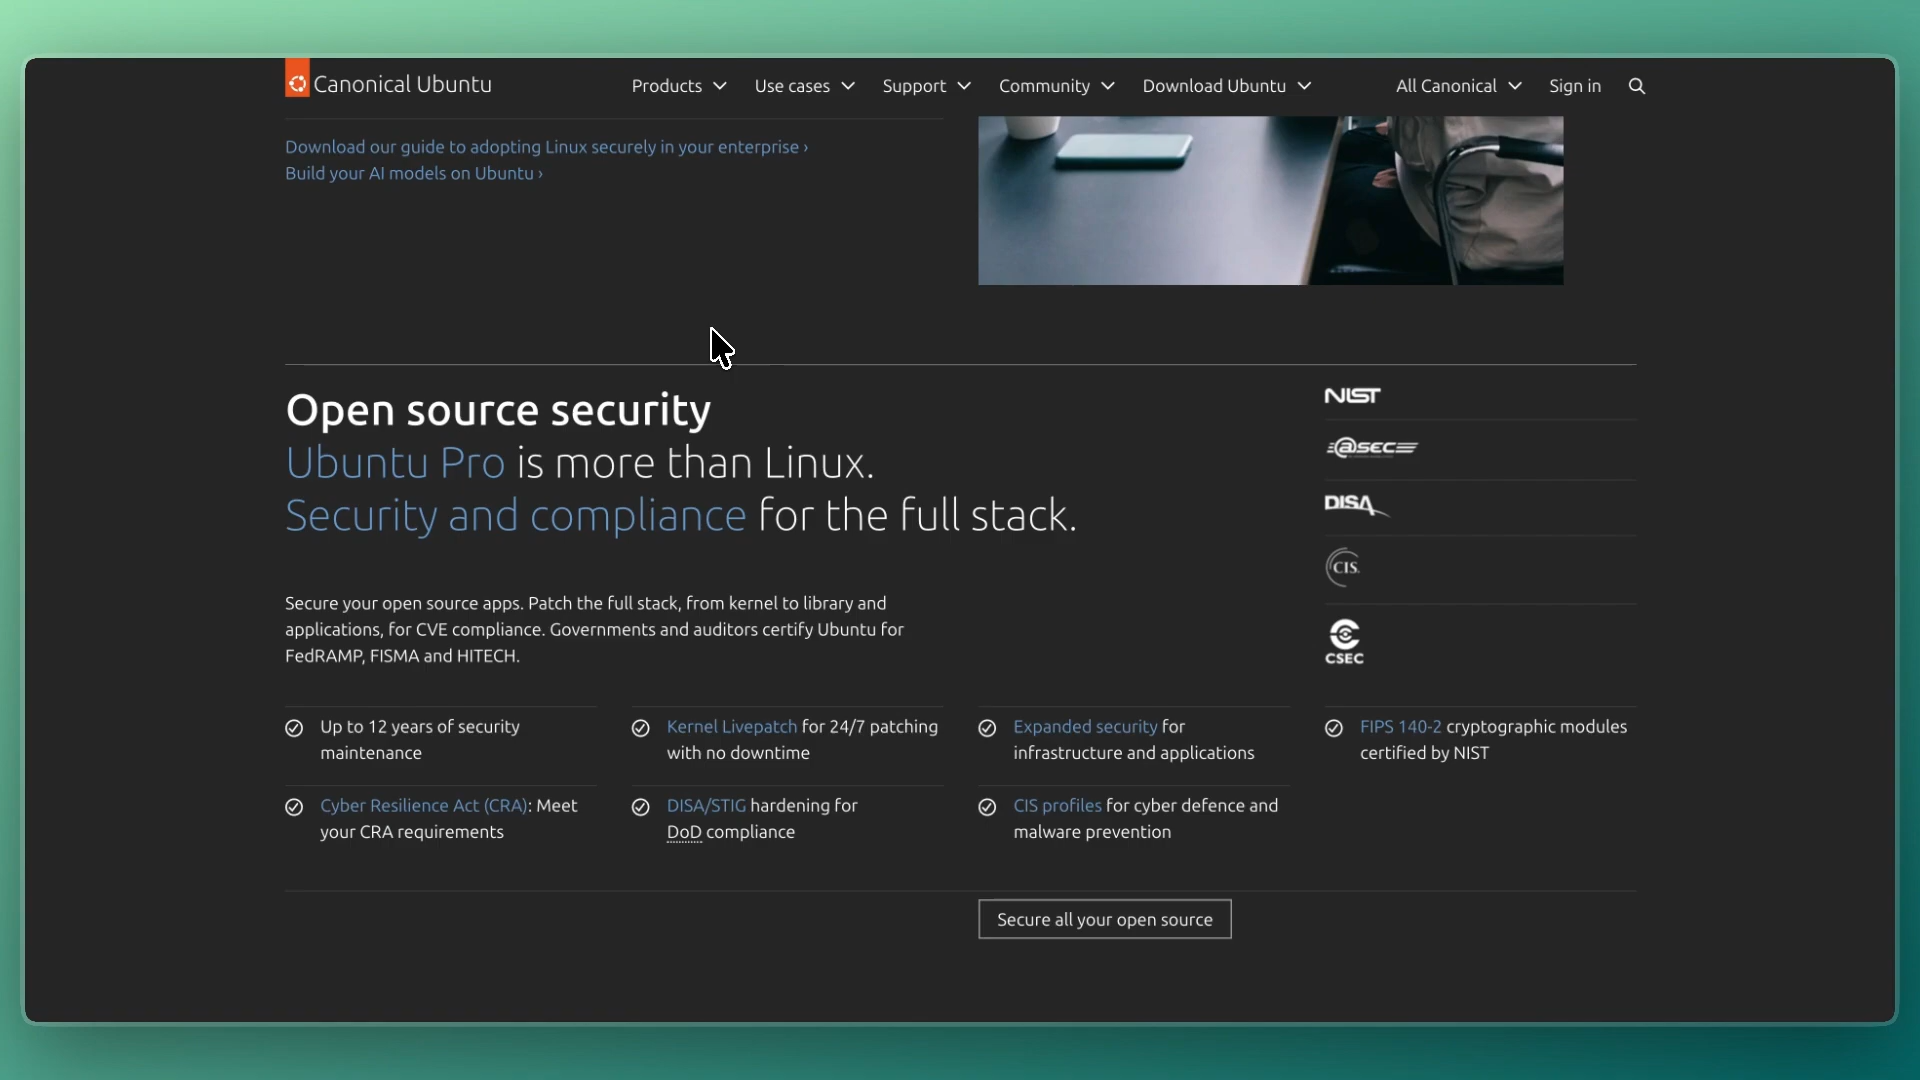 Canonical Ubuntu
Products
Use cases
Support
Community
Download Ubuntu
All Canonical
Sign in
Download our guide to adopting Linux securely in your enterprise ›
Build your AI models on Ubuntu ›
Open source security
Ubuntu Pro is more than Linux.
Security and compliance for the full stack.
NIST
@sec
DISA
CIS.
CSEC
Secure your open source apps. Patch the full stack, from kernel to library and
applications, for CVE compliance. Governments and auditors certify Ubuntu for
FedRAMP, FISMA and HITECH.
Up to 12 years of security
maintenance
Kernel Livepatch for 24/7 patching
with no downtime
Expanded security for
infrastructure and applications
FIPS 140-2 cryptographic modules
certified by NIST
Cyber Resilience Act (CRA): Meet
your CRA requirements
DISA/STIG hardening for
DoD compliance
CIS profiles for cyber defence and
malware prevention
Secure all your open source